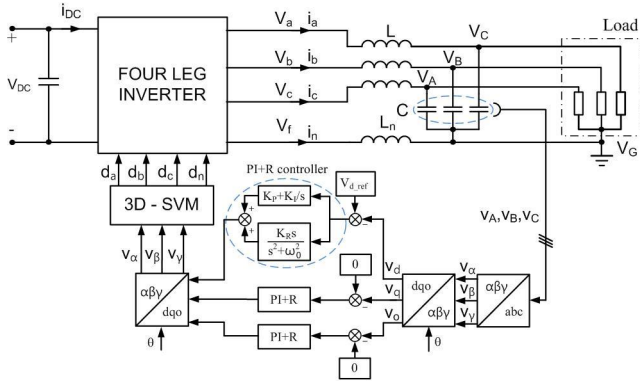 i_DC
+
V_DC
-
FOUR LEG
INVERTER
V_a i_a
V_b i_b
V_c i_c
V_f i_n
L
L_n
V_C
V_B
V_A
C
Load
V_G
d_a d_b d_c d_n
3D - SVM
v_α v_β v_γ
PI+R controller
K_P+K_I/s
+
+
K_R s
s²+ω₀²
V_d_ref
−
v_A,v_B,v_C
0
−
v_d
v_q
v_o
αβγ
dqo
θ
PI+R
PI+R
−
0
dqo
αβγ
θ
v_α
v_β
v_γ
αβγ
abc